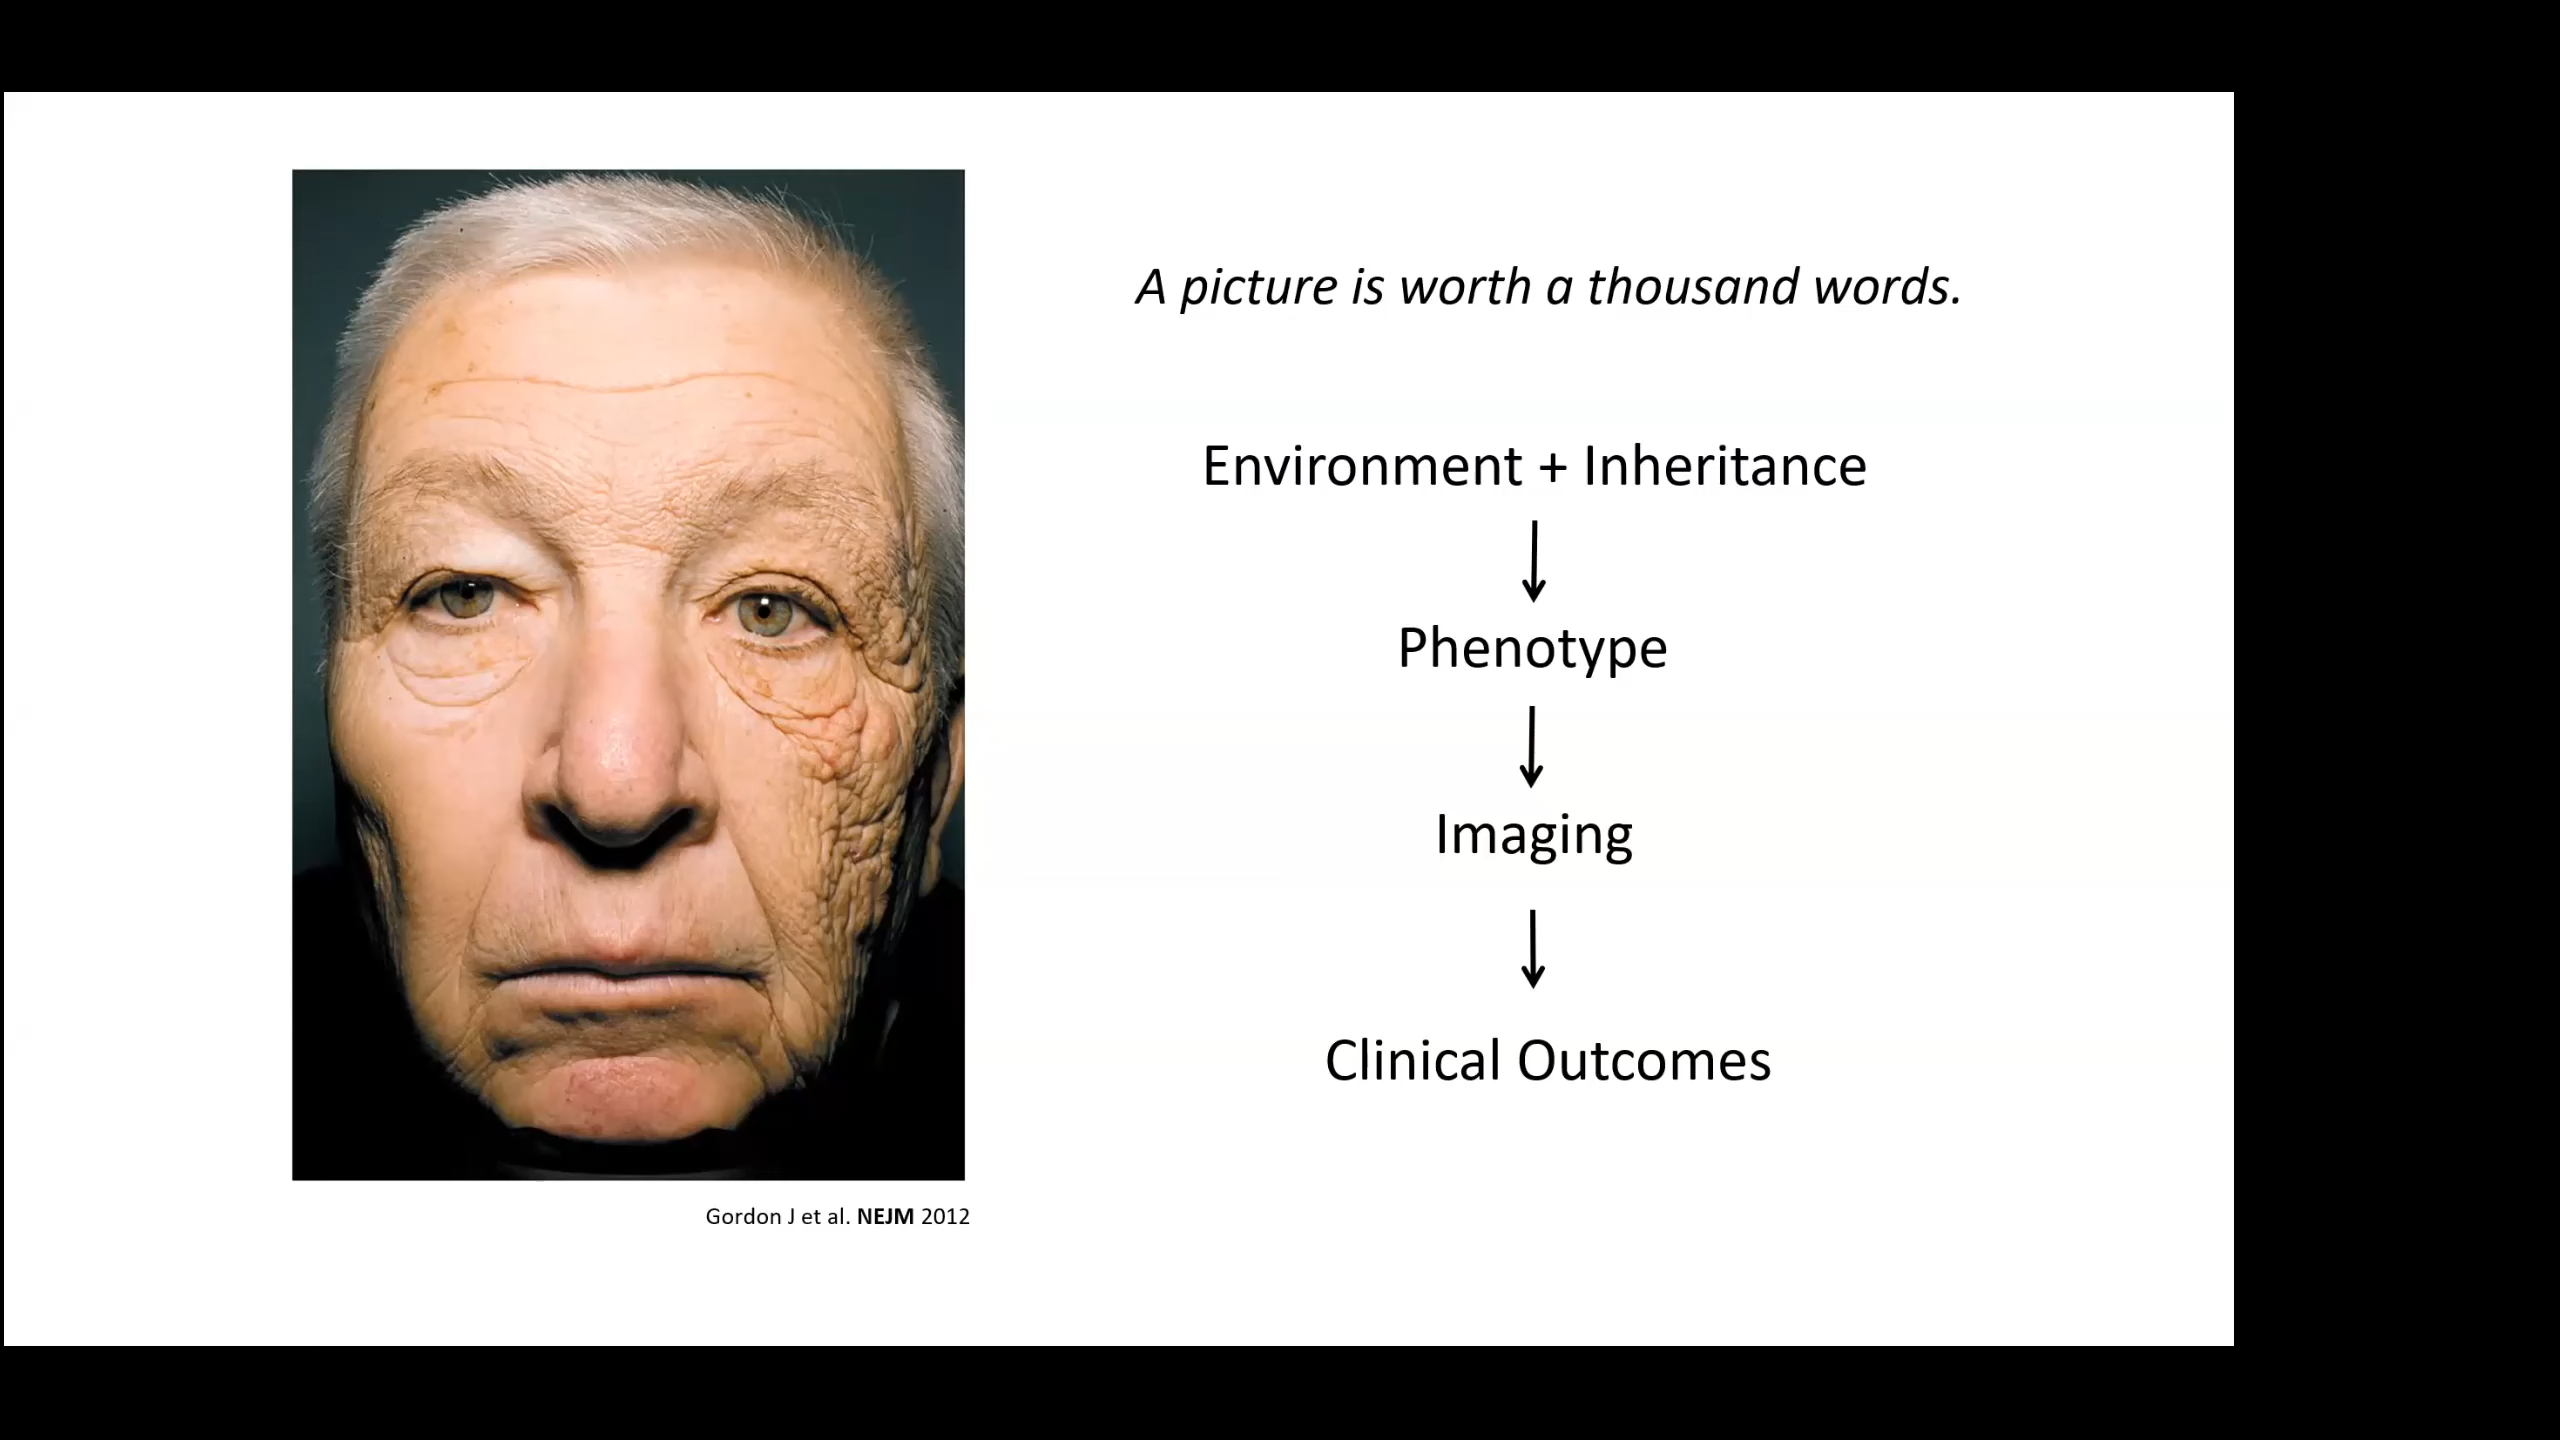 A picture is worth a thousand words.
Environment + Inheritance
Phenotype
Imaging
Clinical Outcomes
Gordon J et al. NEJM 2012